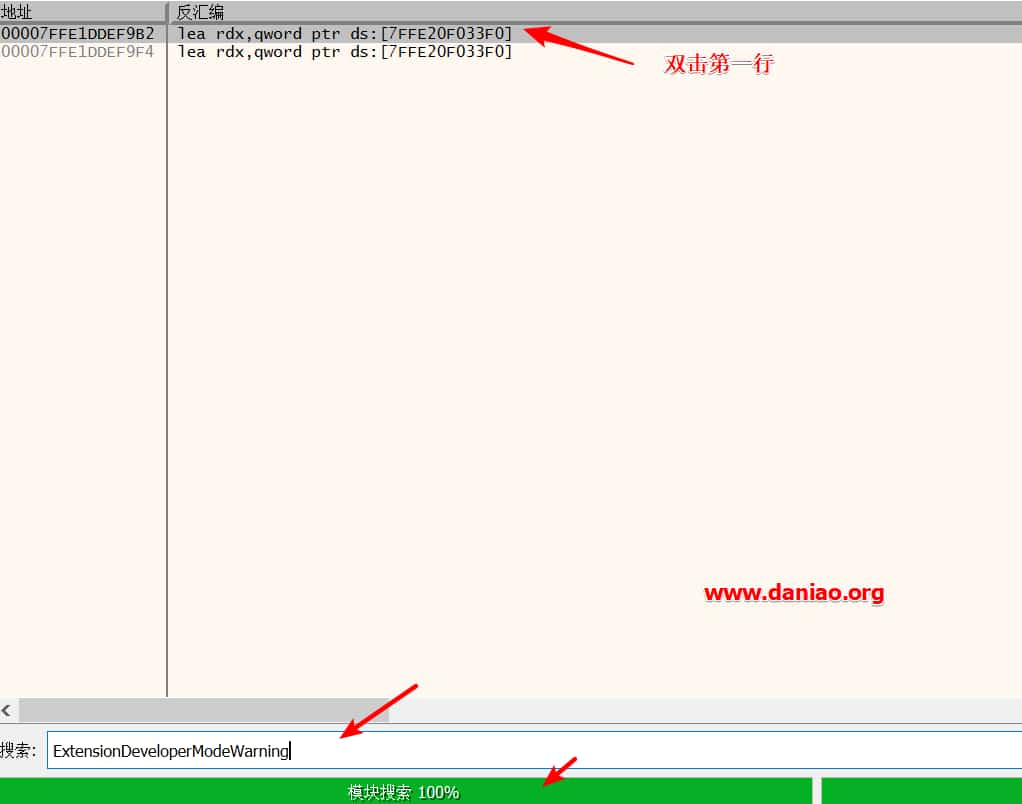 地址 反汇编
00007FFE1DDEF9B2 lea rdx,qword ptr ds:[7FFE20F033F0]
00007FFE1DDEF9F4 lea rdx,qword ptr ds:[7FFE20F033F0]
双击第一行
www.daniao.org
搜索: ExtensionDeveloperModeWarning
模块搜索 100%